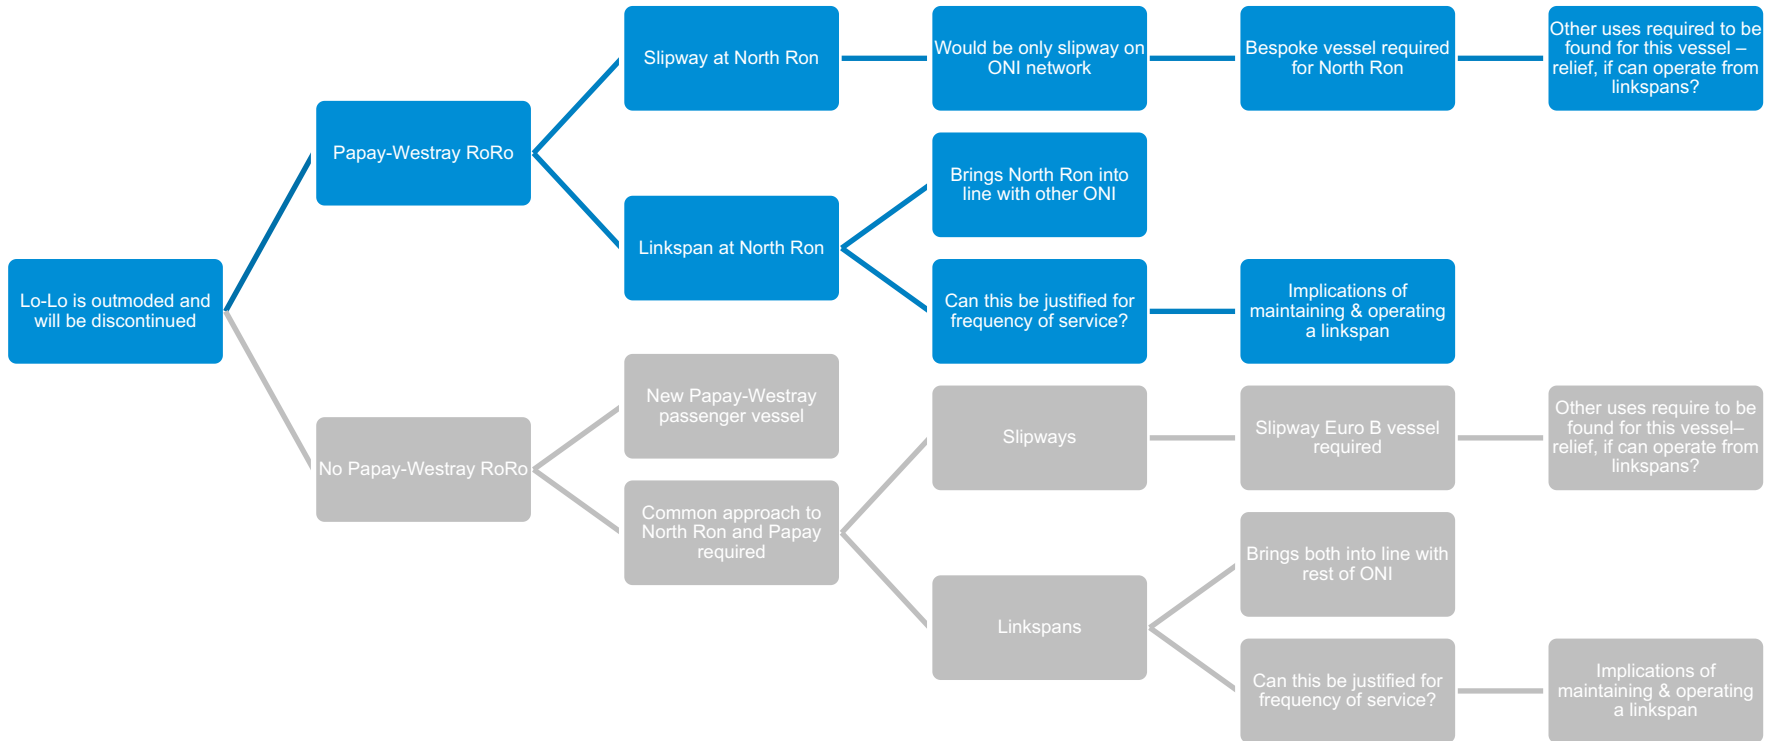 Lo-Lo is outmoded and
will be discontinued
Papay-Westray RoRo
Slipway at North Ron
Would be only slipway on
ONI network
Bespoke vessel required
for North Ron
Other uses required to be
found for this vessel –
relief, if can operate from
linkspans?
Linkspan at North Ron
Brings North Ron into
line with other ONI
Can this be justified for
frequency of service?
Implications of
maintaining & operating
a linkspan
No Papay-Westray RoRo
New Papay-Westray
passenger vessel
Common approach to
North Ron and Papay
required
Slipways
Slipway Euro B vessel
required
Other uses require to be
found for this vessel–
relief, if can operate from
linkspans?
Linkspans
Brings both into line with
rest of ONI
Can this be justified for
frequency of service?
Implications of
maintaining & operating
a linkspan